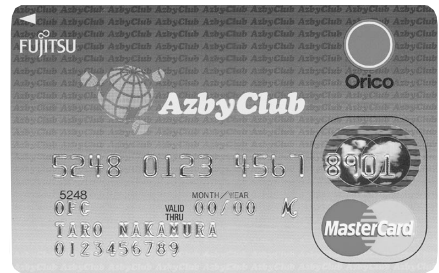 FUJITSU
Orico
AzbyClub
5248 0123 4567 8901
5248
MONTH/YEAR
OFC VALID THRU 00/00
TARO NAKAMURA
0123456789
MasterCard